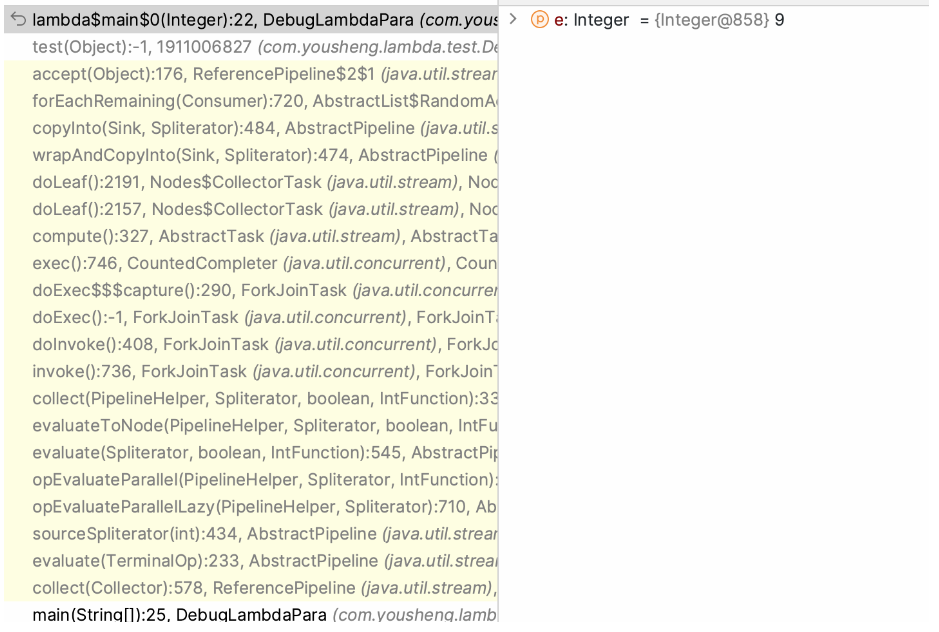 lambda$main$0(Integer):22, DebugLambdaPara (com.yous
test(Object):-1, 1911006827 (com.yousheng.lambda.test.De
accept(Object):176, ReferencePipeline$2$1 (java.util.strear
forEachRemaining(Consumer):720, AbstractList$RandomA
copyInto(Sink, Spliterator):484, AbstractPipeline (java.util.s
wrapAndCopyInto(Sink, Spliterator):474, AbstractPipeline (
doLeaf():2191, Nodes$CollectorTask (java.util.stream), Noc
doLeaf():2157, Nodes$CollectorTask (java.util.stream), Noc
compute():327, AbstractTask (java.util.stream), AbstractTa
exec():746, CountedCompleter (java.util.concurrent), Coun
doExec$$$capture():290, ForkJoinTask (java.util.concurrer
doExec():-1, ForkJoinTask (java.util.concurrent), ForkJoinT
doInvoke():408, ForkJoinTask (java.util.concurrent), ForkJo
invoke():736, ForkJoinTask (java.util.concurrent), ForkJoinT
collect(PipelineHelper, Spliterator, boolean, IntFunction):33
evaluateToNode(PipelineHelper, Spliterator, boolean, IntFu
evaluate(Spliterator, boolean, IntFunction):545, AbstractPip
opEvaluateParallel(PipelineHelper, Spliterator, IntFunction):
opEvaluateParallelLazy(PipelineHelper, Spliterator):710, Ab
sourceSpliterator(int):434, AbstractPipeline (java.util.strear
evaluate(TerminalOp):233, AbstractPipeline (java.util.strear
collect(Collector):578, ReferencePipeline (java.util.stream),
main(String[]):25, DebugLambdaPara (com.yousheng.lamb
p e: Integer = {Integer@858} 9